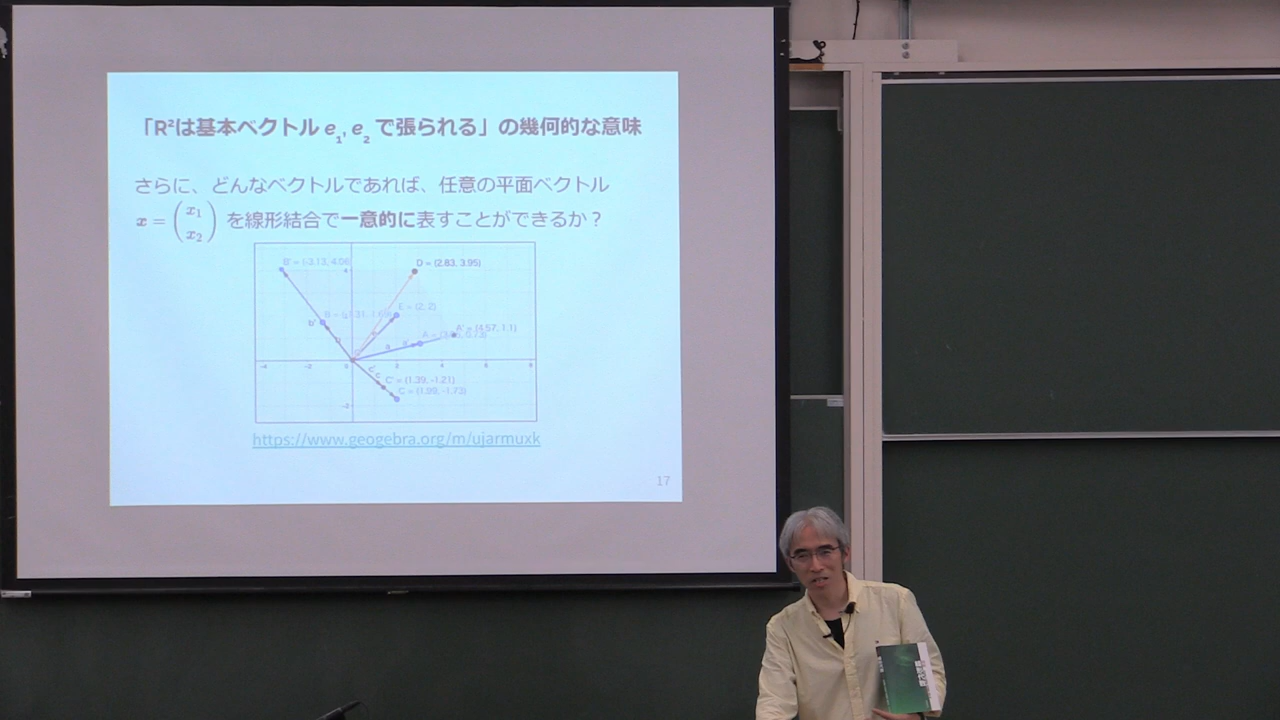 「R²は基本ベクトル e₁, e₂ で張られる」の幾何的な意味
さらに、どんなベクトルであれば、任意の平面ベクトル
x = (x₁ x₂) を線形結合で一意的に表すことができるか？
B' = (-3.13, 4.06)
D = (2.83, 3.95)
E = (2, 2)
A' = (4.57, 1.1)
C' = (1.39, -1.21)
C = (1.99, -1.73)
https://www.geogebra.org/m/ujarmuxk
17